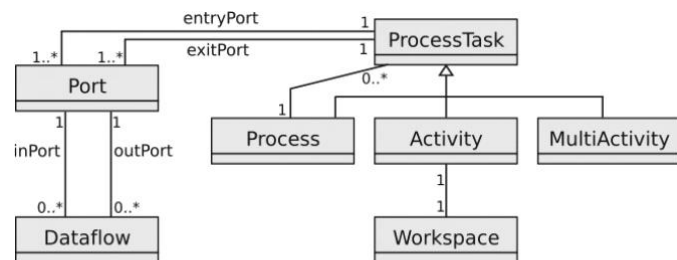 entryPort
1
ProcessTask
1..*
1..*
exitPort
1
Port
0..*
1
1
1
Process
Activity
MultiActivity
inPort
outPort
1
0..*
0..*
1
Dataflow
Workspace